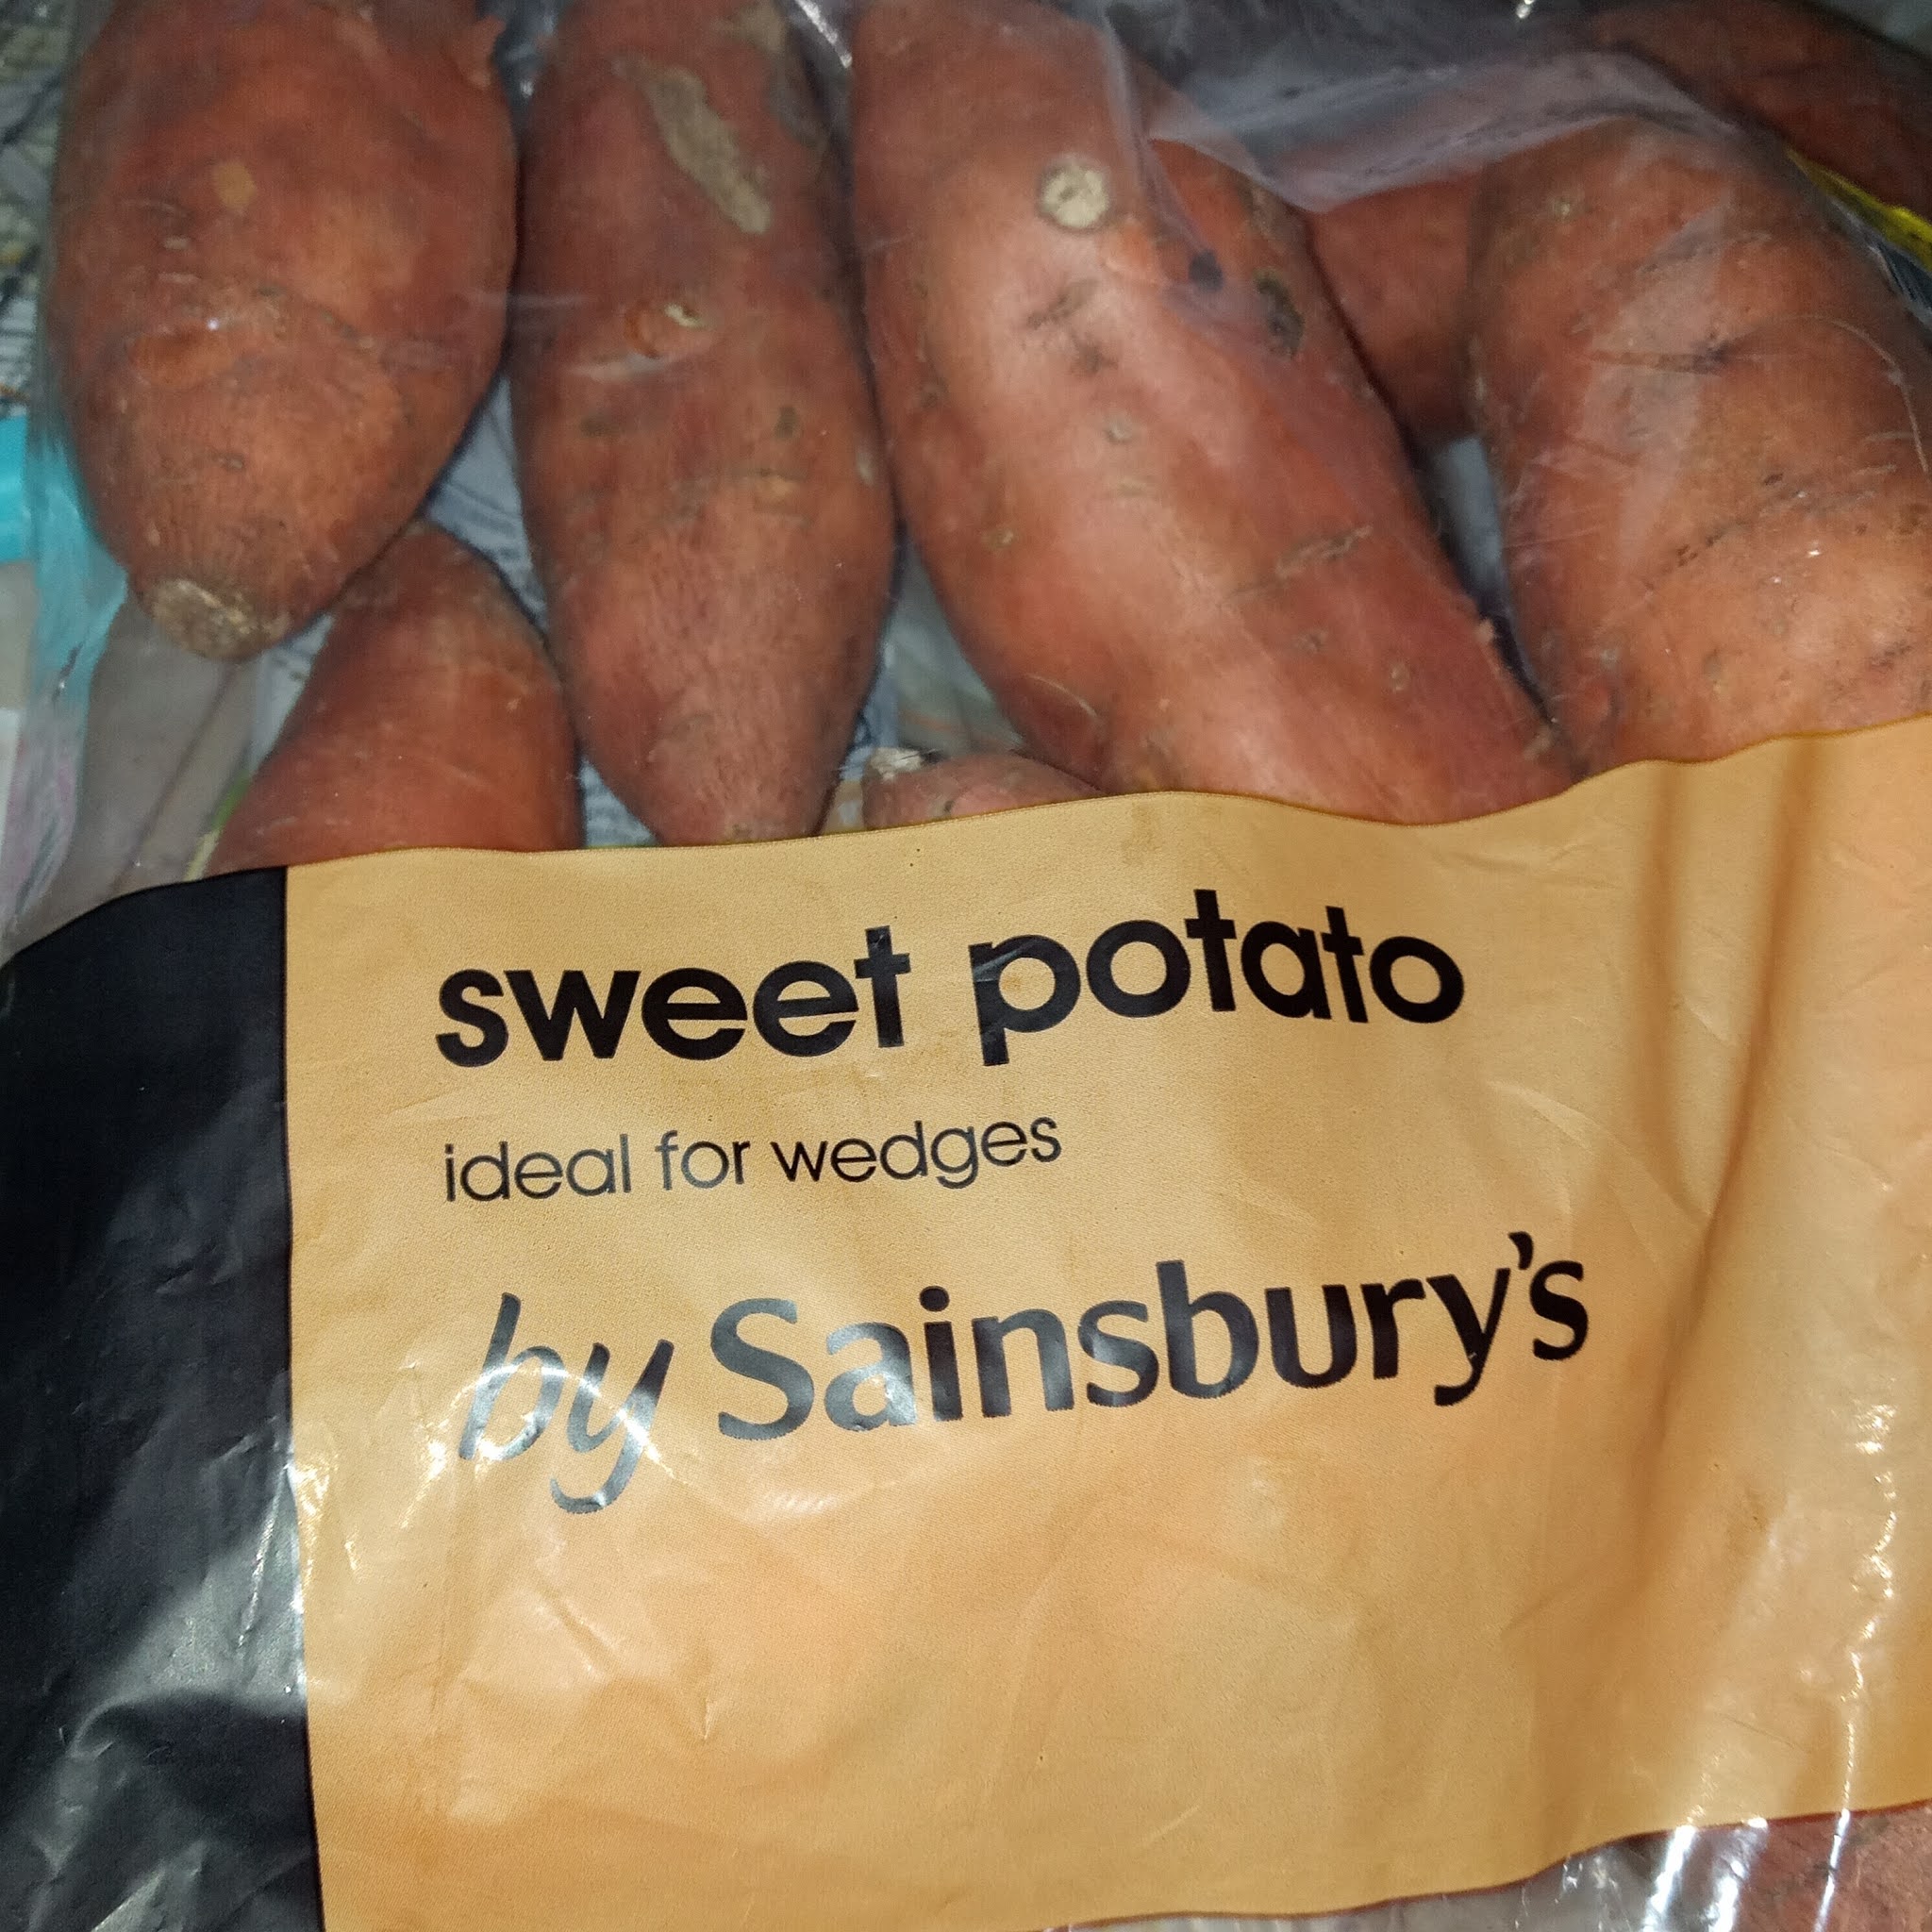 sweet potato
ideal for wedges
by Sainsbury's